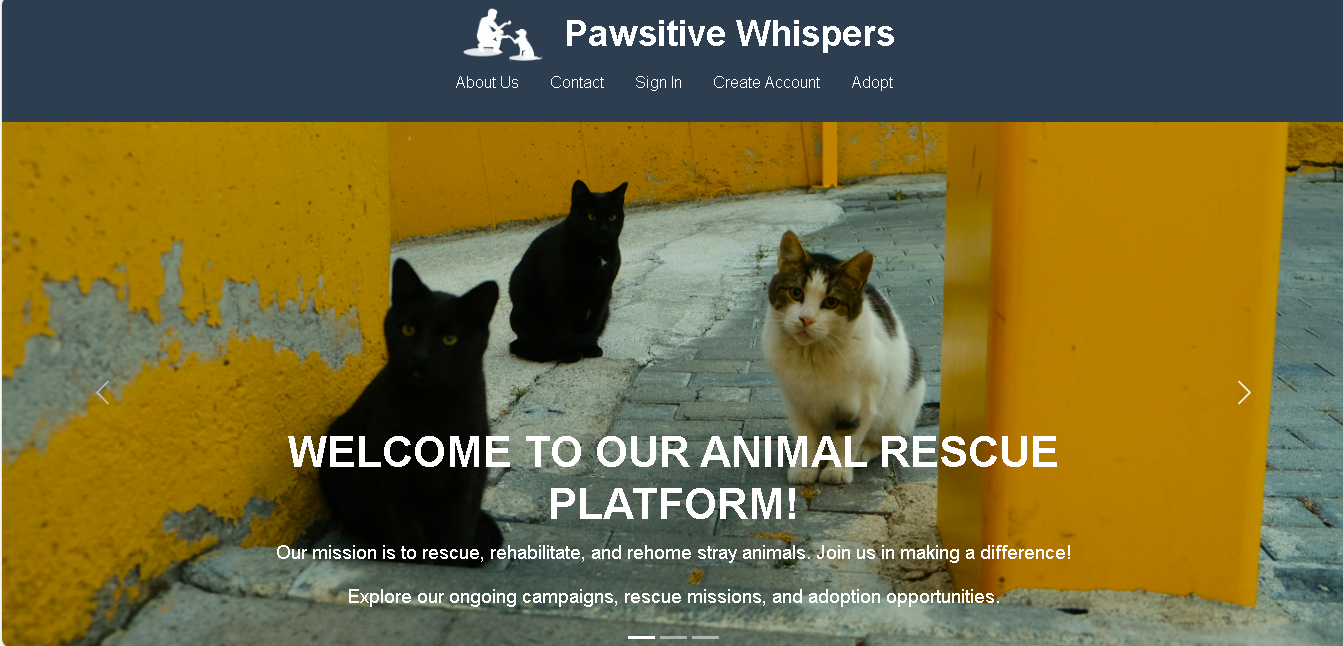 Pawsitive Whispers
About Us Contact Sign In Create Account Adopt
WELCOME TO OUR ANIMAL RESCUE
PLATFORM!
Our mission is to rescue, rehabilitate, and rehome stray animals. Join us in making a difference!
Explore our ongoing campaigns, rescue missions, and adoption opportunities.